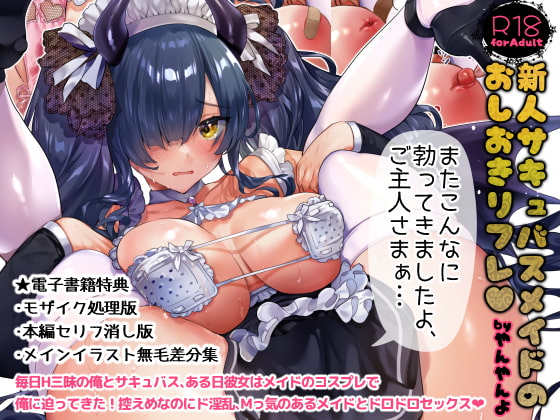 R18
forAdult
新人サキュバスメイドの
おしおきリフレ♡
byやんやんよ
またこんなに
勃ってきましたよ、
ご主人さまぁ…
★電子書籍特典
・モザイク処理版
・本編セリフ消し版
・メインイラスト無毛差分集
毎日H三昧の俺とサキュバス、ある日彼女はメイドのコスプレで
俺に迫ってきた!控えめなのにド淫乱、Mっ気のあるメイドとドロドロセックス❤